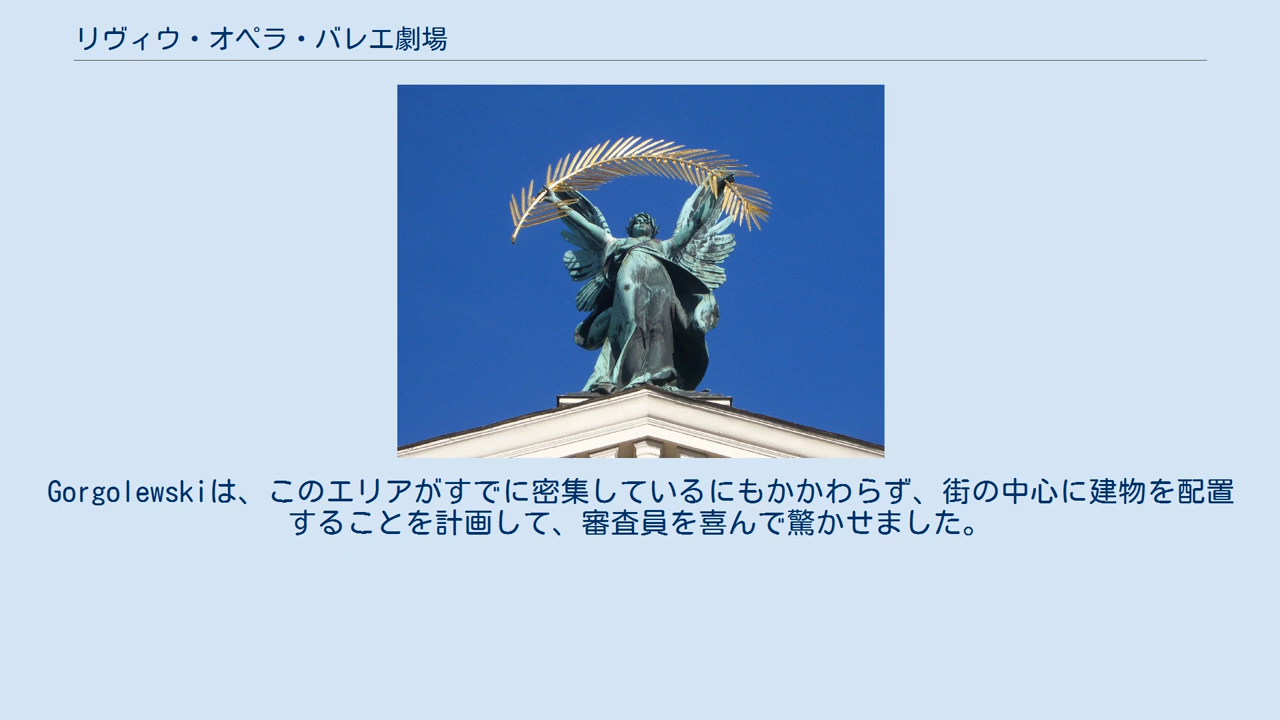 リヴィウ・オペラ・バレエ劇場
Gorgolewskiは、このエリアがすでに密集しているにもかかわらず、街の中心に建物を配置
することを計画して、審査員を喜んで驚かせました。